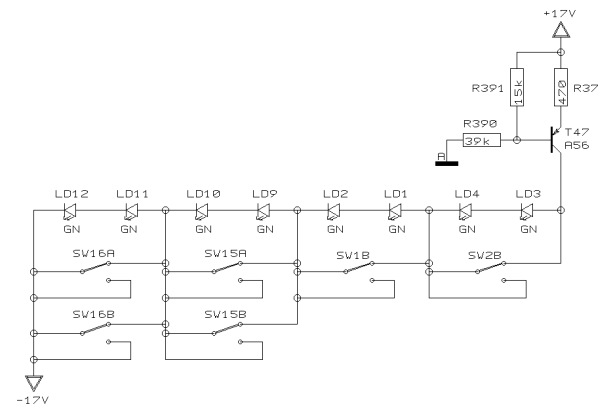 +17V
R391
15k
470
R37
R390
39k
A
T47
A56
LD12
LD11
LD10
LD9
LD2
LD1
LD4
LD3
GN
GN
GN
GN
GN
GN
GN
GN
SW16A
SW15A
SW1B
SW2B
SW16B
SW15B
-17V